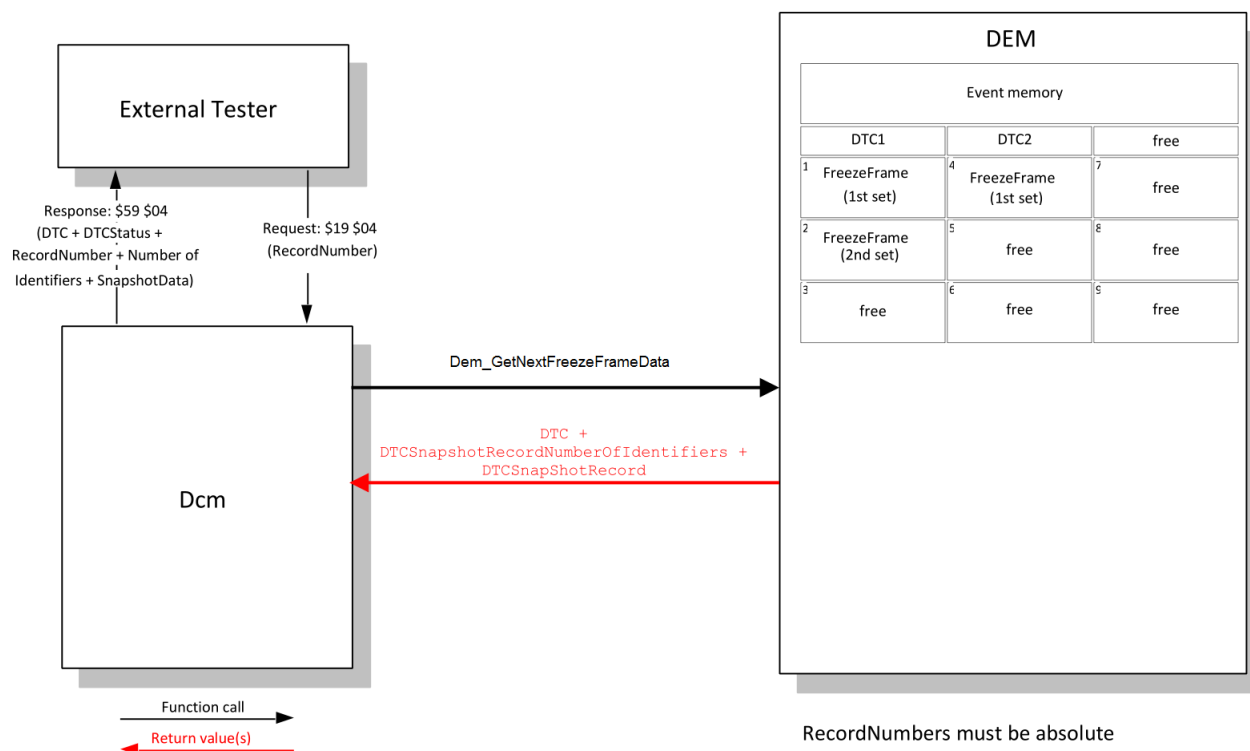 External Tester
Response: $59 $04
(DTC + DTCStatus +
RecordNumber + Number of
Identifiers + SnapshotData)
Request: $19 $04
(RecordNumber)
Dcm
Dem_GetNextFreezeFrameData
DTC +
DTCSnapshotRecordNumberOfIdentifiers +
DTCSnapShotRecord
DEM
Event memory
DTC1 DTC2 free
1 FreezeFrame
(1st set)
4 FreezeFrame
(1st set)
7 free
2 FreezeFrame
(2nd set)
5 free
8 free
3 free
6 free
9 free
Function call
Return value(s)
RecordNumbers must be absolute